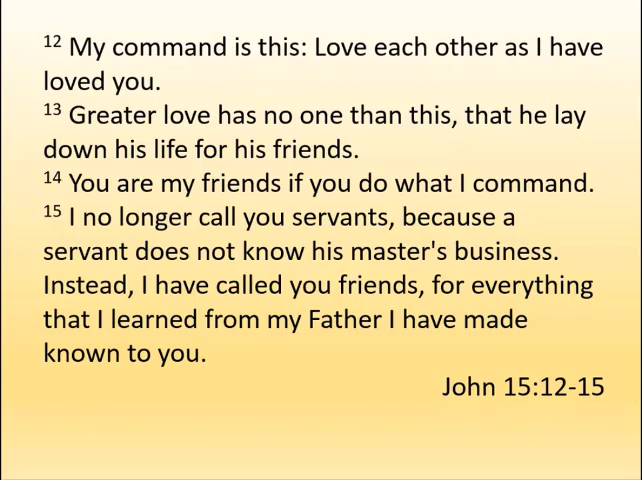 12 My command is this: Love each other as I have
loved you.
13 Greater love has no one than this, that he lay
down his life for his friends.
14 You are my friends if you do what I command.
15 I no longer call you servants, because a
servant does not know his master's business.
Instead, I have called you friends, for everything
that I learned from my Father I have made
known to you.
John 15:12-15